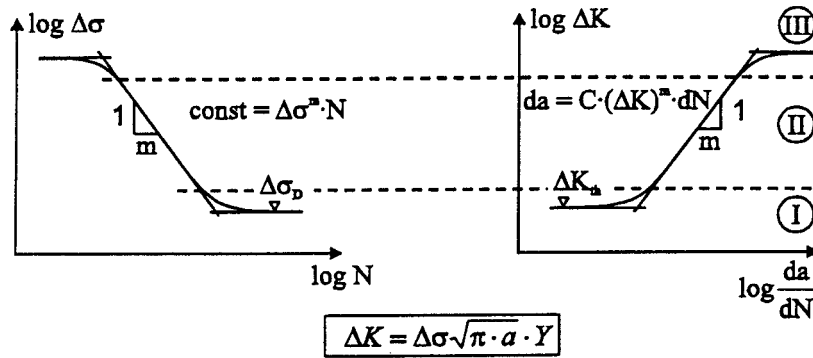 log Δσ
const = Δσᵐ·N
1
m
Δσ_D
log N
log ΔK
da = C·(ΔK)ᵐ·dN
1
m
ΔK_th
log da/dN
III
II
I
ΔK = Δσ√π · a · Y